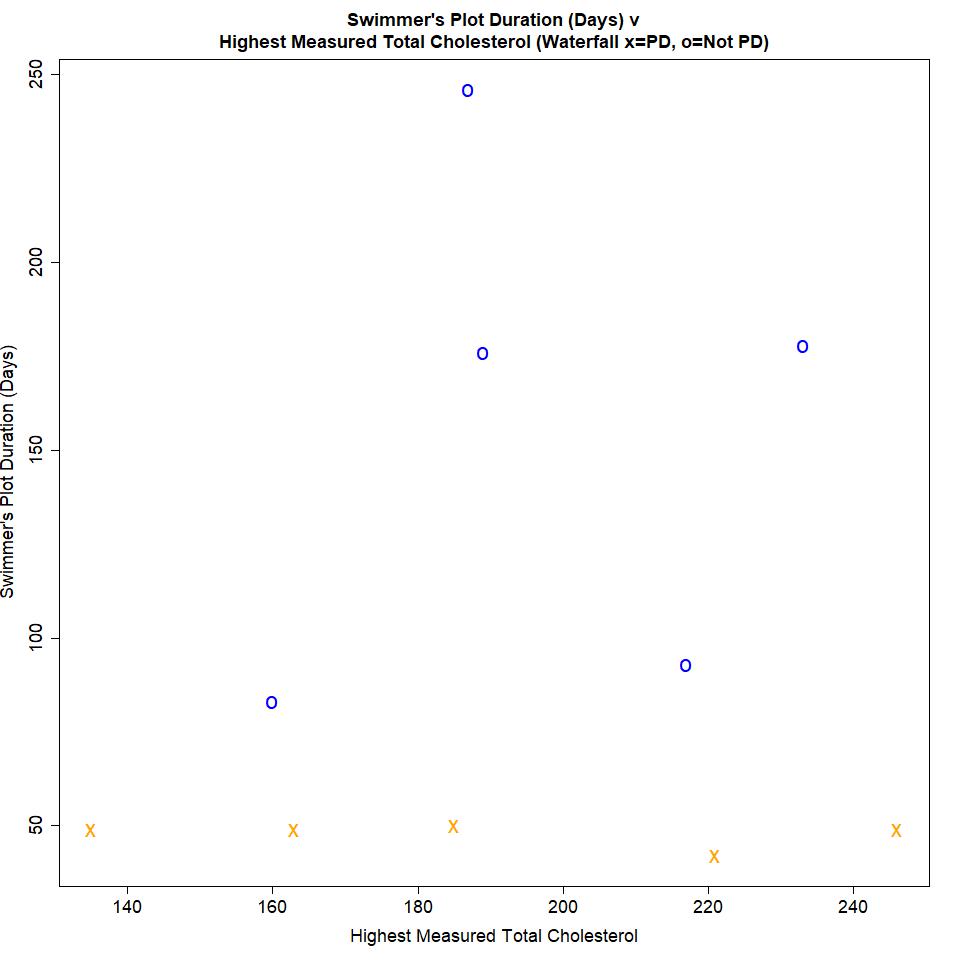 Swimmer's Plot Duration (Days) v
Highest Measured Total Cholesterol (Waterfall x=PD, o=Not PD)
Swimmer's Plot Duration (Days)
250
200
150
100
50
O
O
O
O
O
X
X
X
X
X
140 160 180 200 220 240
Highest Measured Total Cholesterol